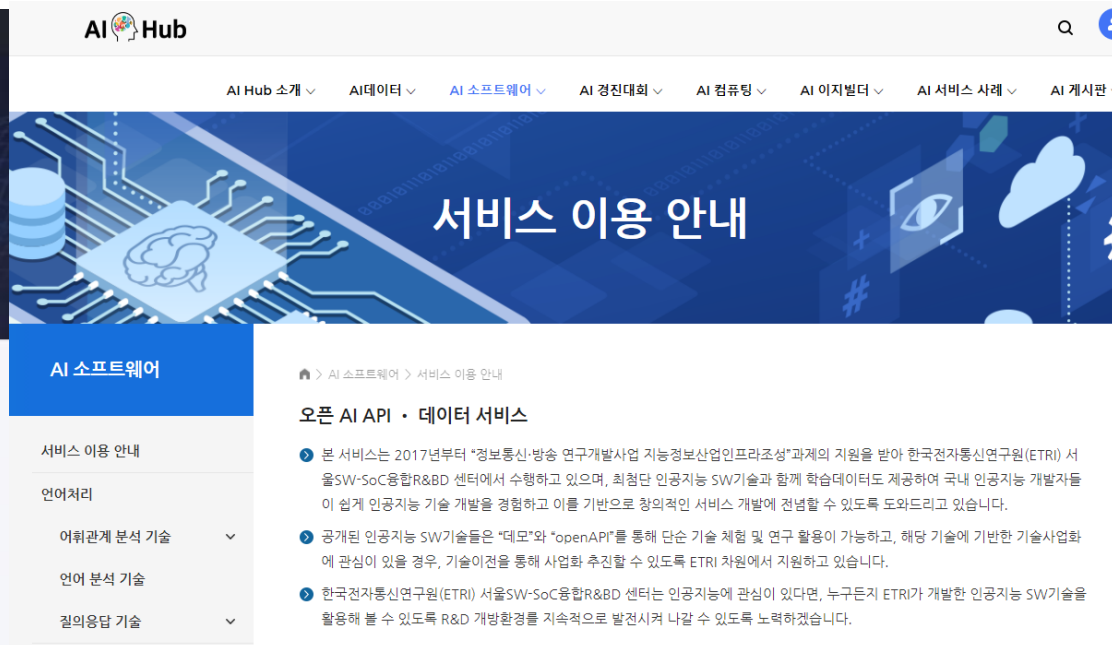 AI Hub
AI Hub 소개 AI데이터 AI 소프트웨어 AI 경진대회 AI 컴퓨팅 AI 이지빌더 AI 서비스 사례 AI 게시판
서비스 이용 안내
#
AI 소프트웨어
서비스 이용 안내
언어처리
어휘관계 분석 기술
언어 분석 기술
질의응답 기술
> AI 소프트웨어 > 서비스 이용 안내
오픈 AI API • 데이터 서비스
본 서비스는 2017년부터 “정보통신·방송 연구개발사업 지능정보산업인프라조성”과제의 지원을 받아 한국전자통신연구원(ETRI) 서
울SW-SoC융합R&BD 센터에서 수행하고 있으며, 최첨단 인공지능 SW기술과 함께 학습데이터도 제공하여 국내 인공지능 개발자들
이 쉽게 인공지능 기술 개발을 경험하고 이를 기반으로 창의적인 서비스 개발에 전념할 수 있도록 도와드리고 있습니다.
공개된 인공지능 SW기술들은 “데모”와 “openAPI”를 통해 단순 기술 체험 및 연구 활용이 가능하고, 해당 기술에 기반한 기술사업화
에 관심이 있을 경우, 기술이전을 통해 사업화 추진할 수 있도록 ETRI 차원에서 지원하고 있습니다.
한국전자통신연구원(ETRI) 서울SW-SoC융합R&BD 센터는 인공지능에 관심이 있다면, 누구든지 ETRI가 개발한 인공지능 SW기술을
활용해 볼 수 있도록 R&D 개방환경를 지속적으로 발전시켜 나갈 수 있도록 노력하겠습니다.